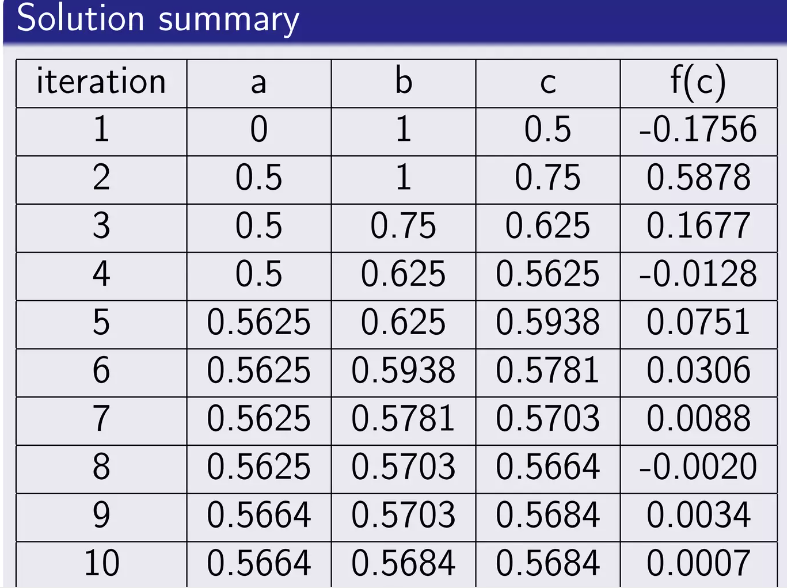 Solution summary
iteration a b c f(c)
1 0 1 0.5 -0.1756
2 0.5 1 0.75 0.5878
3 0.5 0.75 0.625 0.1677
4 0.5 0.625 0.5625 -0.0128
5 0.5625 0.625 0.5938 0.0751
6 0.5625 0.5938 0.5781 0.0306
7 0.5625 0.5781 0.5703 0.0088
8 0.5625 0.5703 0.5664 -0.0020
9 0.5664 0.5703 0.5684 0.0034
10 0.5664 0.5684 0.5684 0.0007